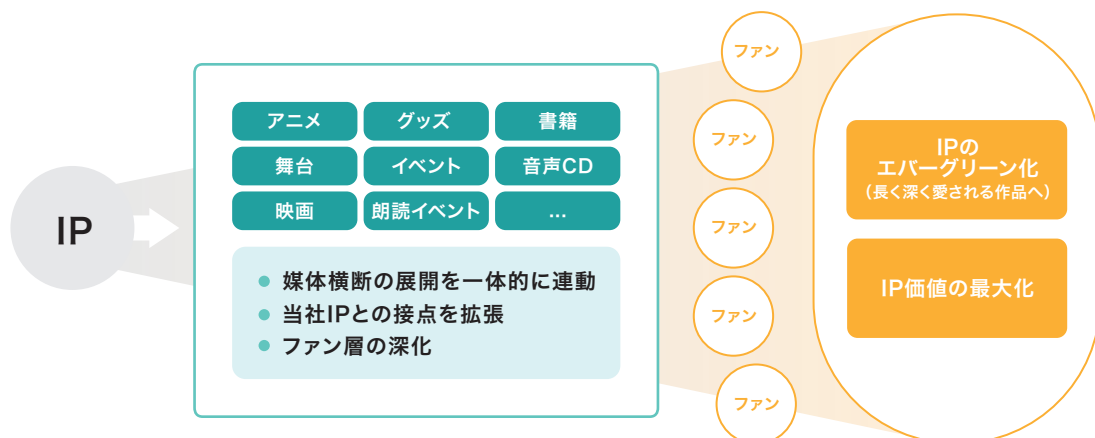 IP
アニメ
グッズ
書籍
舞台
イベント
音声CD
映画
朗読イベント
...
● 媒体横断の展開を一体的に連動
● 当社IPとの接点を拡張
● ファン層の深化
ファン
ファン
ファン
ファン
ファン
IPの
エバーグリーン化
（長く深く愛される作品へ）
IP価値の最大化